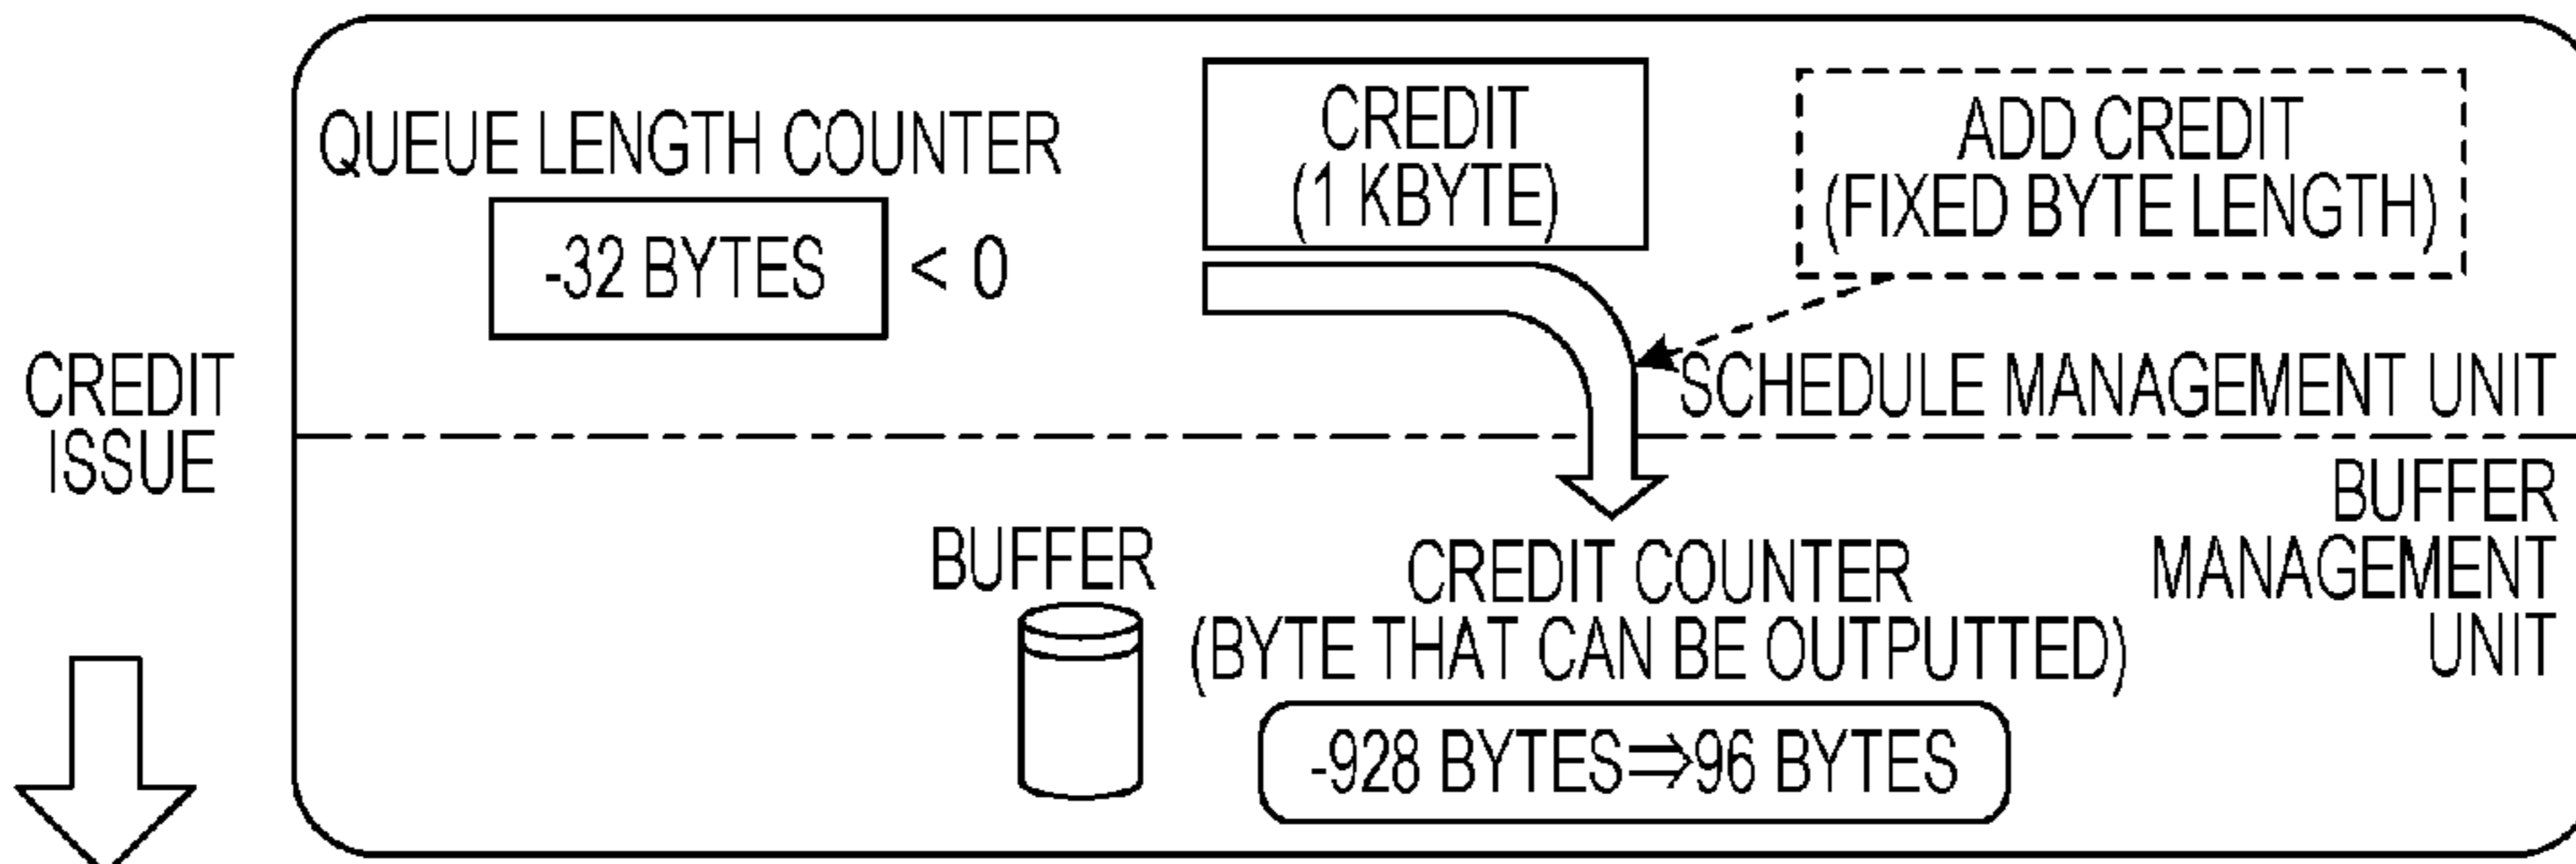 CREDIT
ISSUE
QUEUE LENGTH COUNTER
-32 BYTES < 0
CREDIT
(1 KBYTE)
ADD CREDIT
(FIXED BYTE LENGTH)
SCHEDULE MANAGEMENT UNIT
BUFFER
MANAGEMENT
UNIT
BUFFER
CREDIT COUNTER
(BYTE THAT CAN BE OUTPUTTED)
-928 BYTES⇒96 BYTES